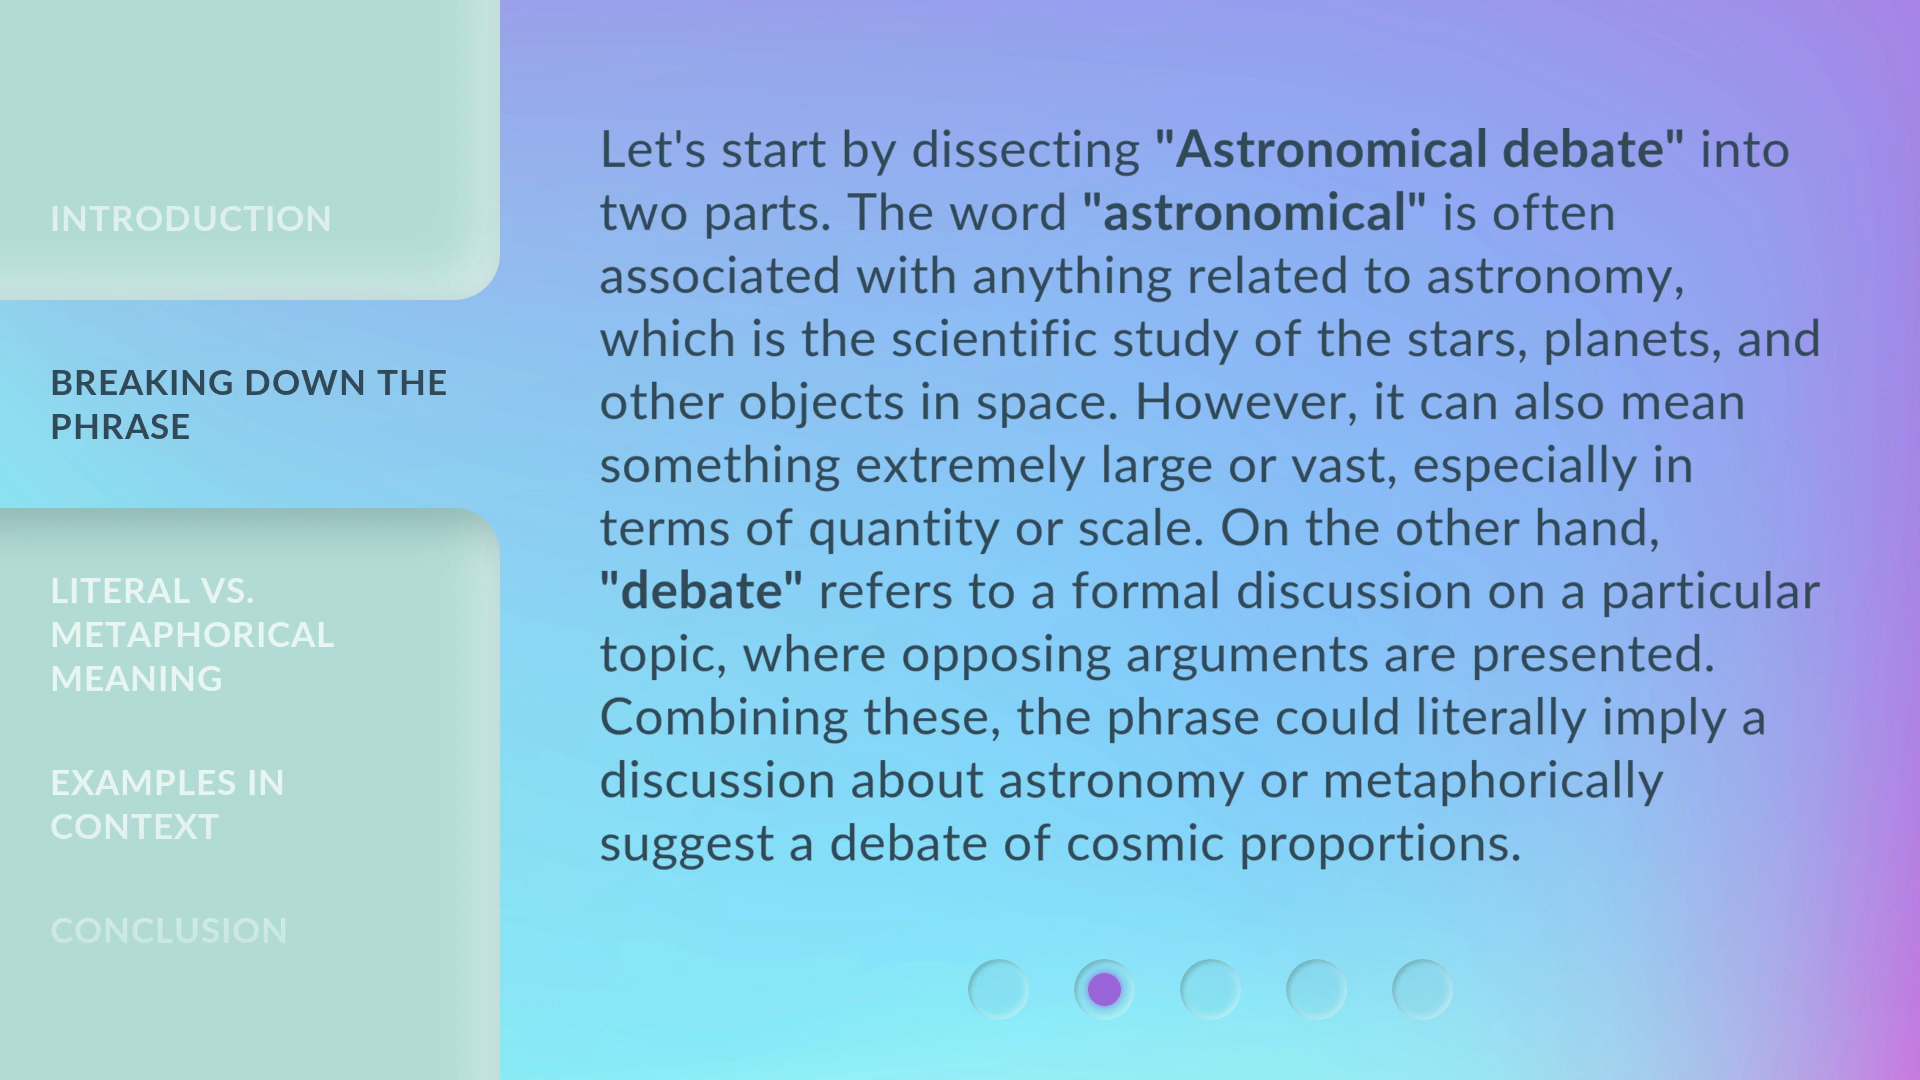 INTRODUCTION
BREAKING DOWN THE
PHRASE
LITERAL VS.
METAPHORICAL
MEANING
EXAMPLES IN
CONTEXT
CONCLUSION
Let's start by dissecting "Astronomical debate" into
two parts. The word "astronomical" is often
associated with anything related to astronomy,
which is the scientific study of the stars, planets, and
other objects in space. However, it can also mean
something extremely large or vast, especially in
terms of quantity or scale. On the other hand,
"debate" refers to a formal discussion on a particular
topic, where opposing arguments are presented.
Combining these, the phrase could literally imply a
discussion about astronomy or metaphorically
suggest a debate of cosmic proportions.